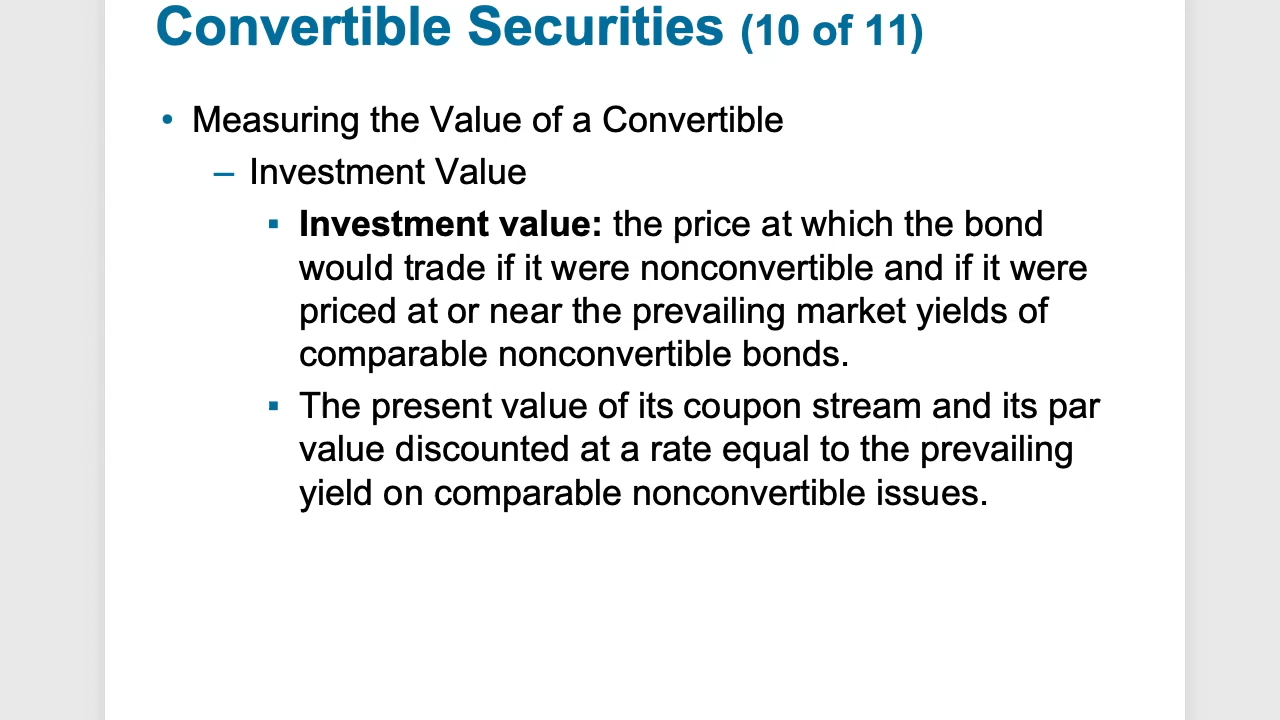 Convertible Securities (10 of 11)
• Measuring the Value of a Convertible
– Investment Value
▪ Investment value: the price at which the bond
would trade if it were nonconvertible and if it were
priced at or near the prevailing market yields of
comparable nonconvertible bonds.
▪ The present value of its coupon stream and its par
value discounted at a rate equal to the prevailing
yield on comparable nonconvertible issues.